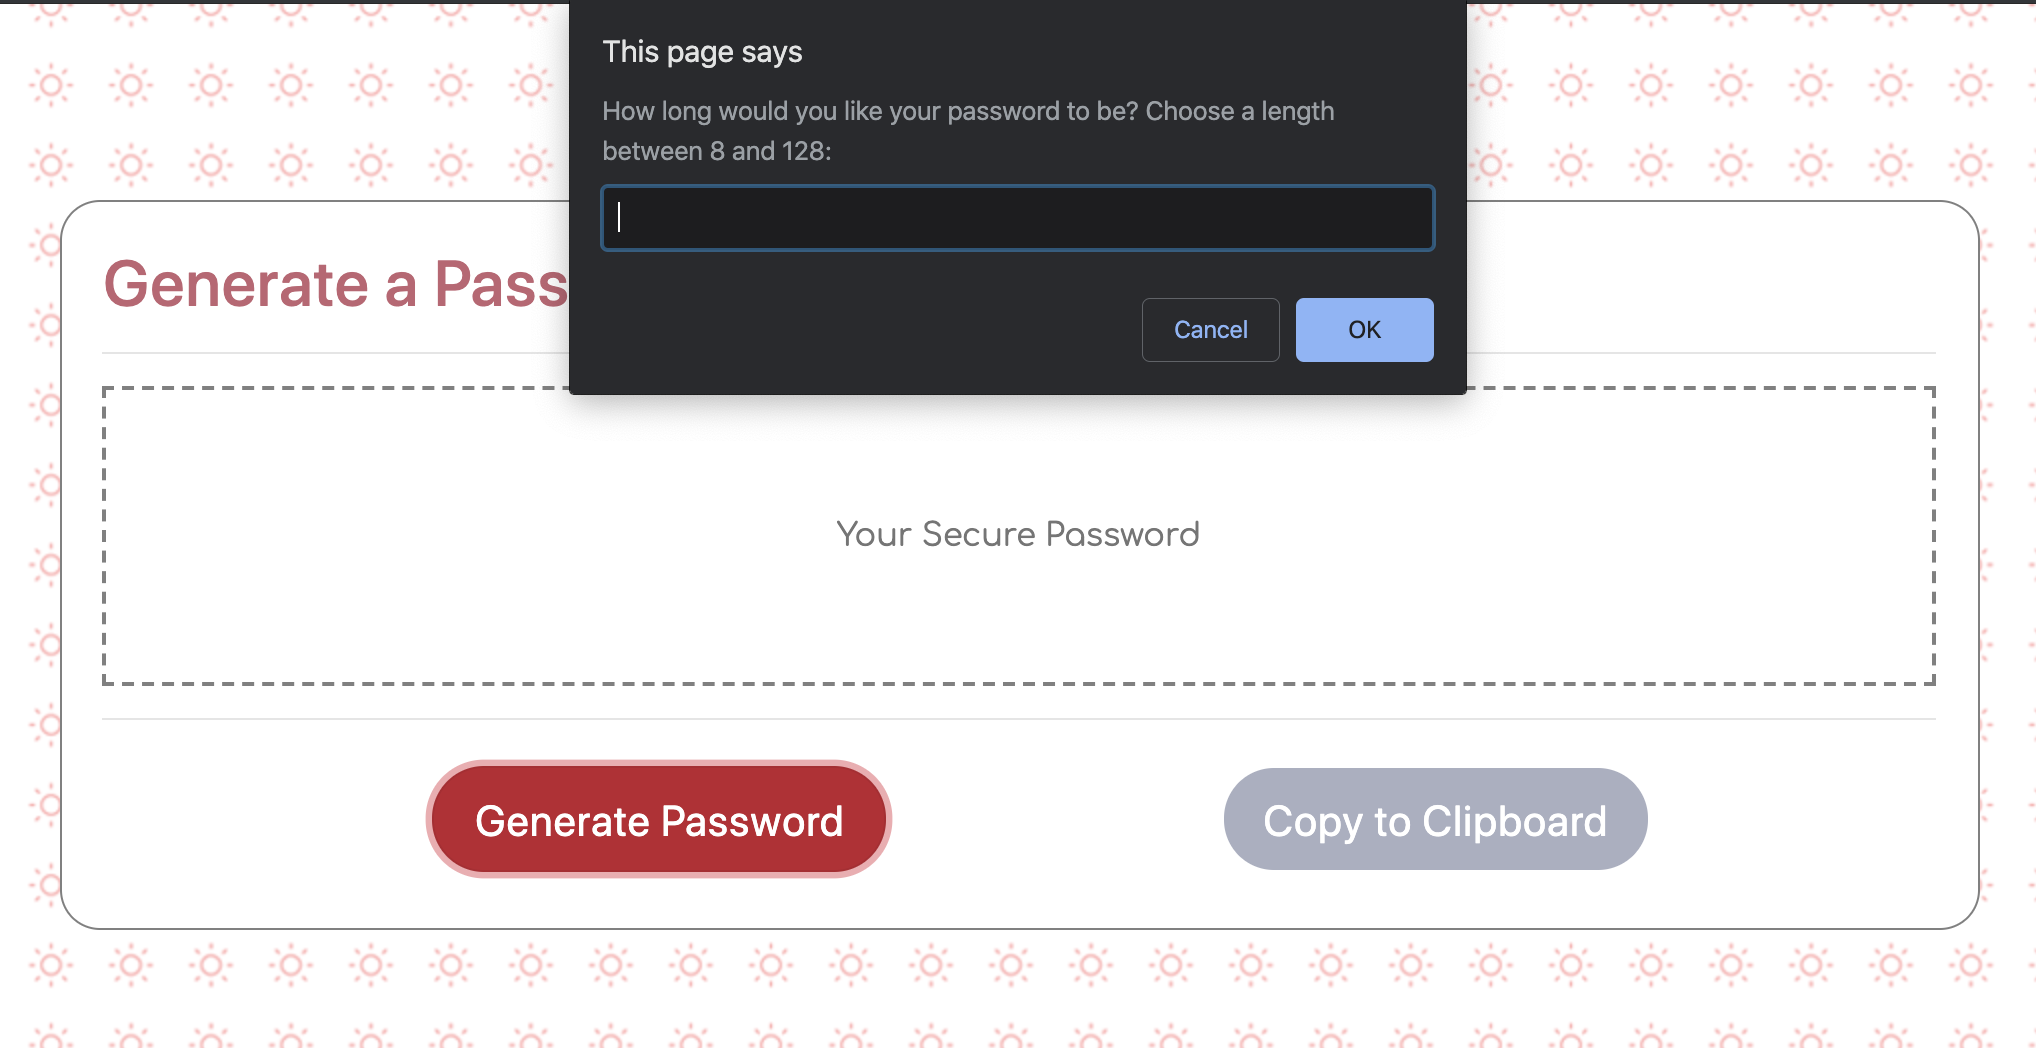 This page says
How long would you like your password to be? Choose a length
between 8 and 128:
Cancel
OK
Generate a Pass
Your Secure Password
Generate Password
Copy to Clipboard